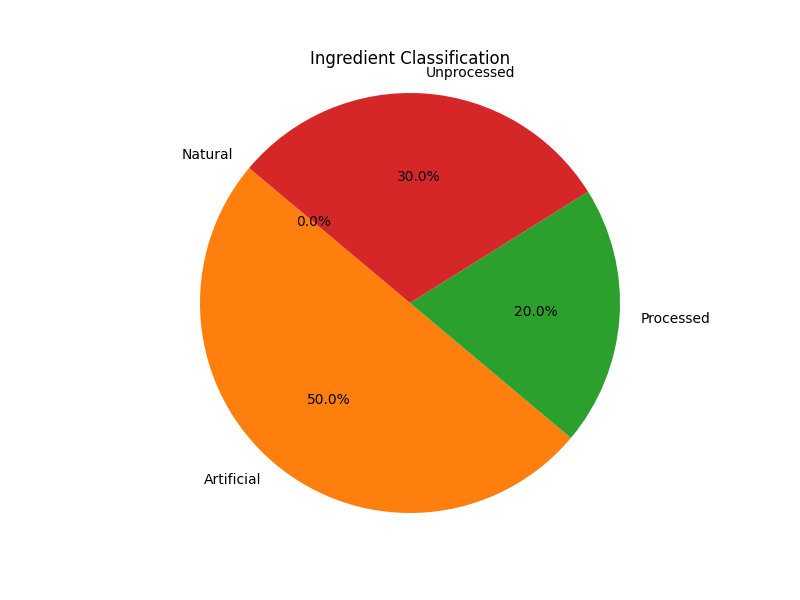 Ingredient Classification
Unprocessed
Natural
30.0%
0.0%
20.0%
Processed
50.0%
Artificial